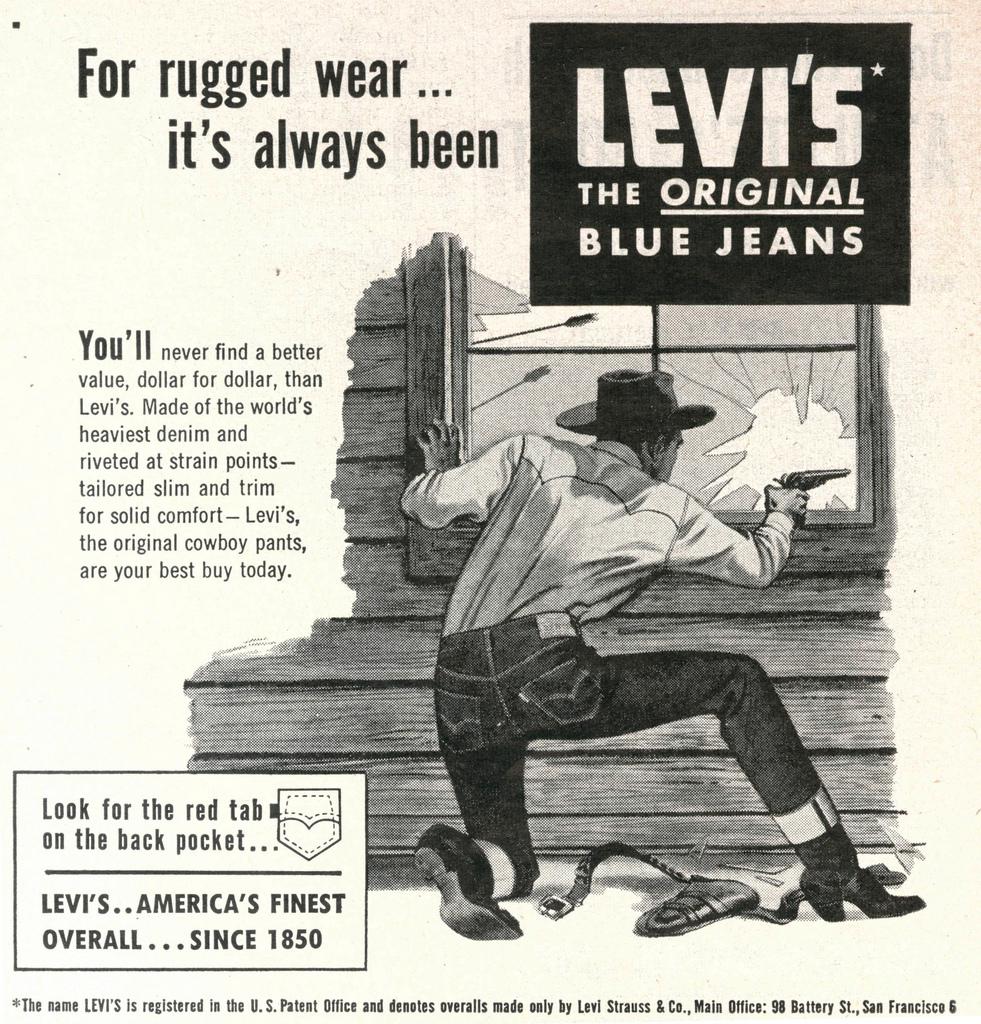 For rugged wear...
it's always been
LEVI'S*
THE ORIGINAL
BLUE JEANS
You'll never find a better
value, dollar for dollar, than
Levi's. Made of the world's
heaviest denim and
riveted at strain points—
tailored slim and trim
for solid comfort—Levi's,
the original cowboy pants,
are your best buy today.
Look for the red tab
on the back pocket...
LEVI'S..AMERICA'S FINEST
OVERALL...SINCE 1850
*The name LEVI'S is registered in the U.S. Patent Office and denotes overalls made only by Levi Strauss & Co., Main Office: 98 Battery St., San Francisco 6